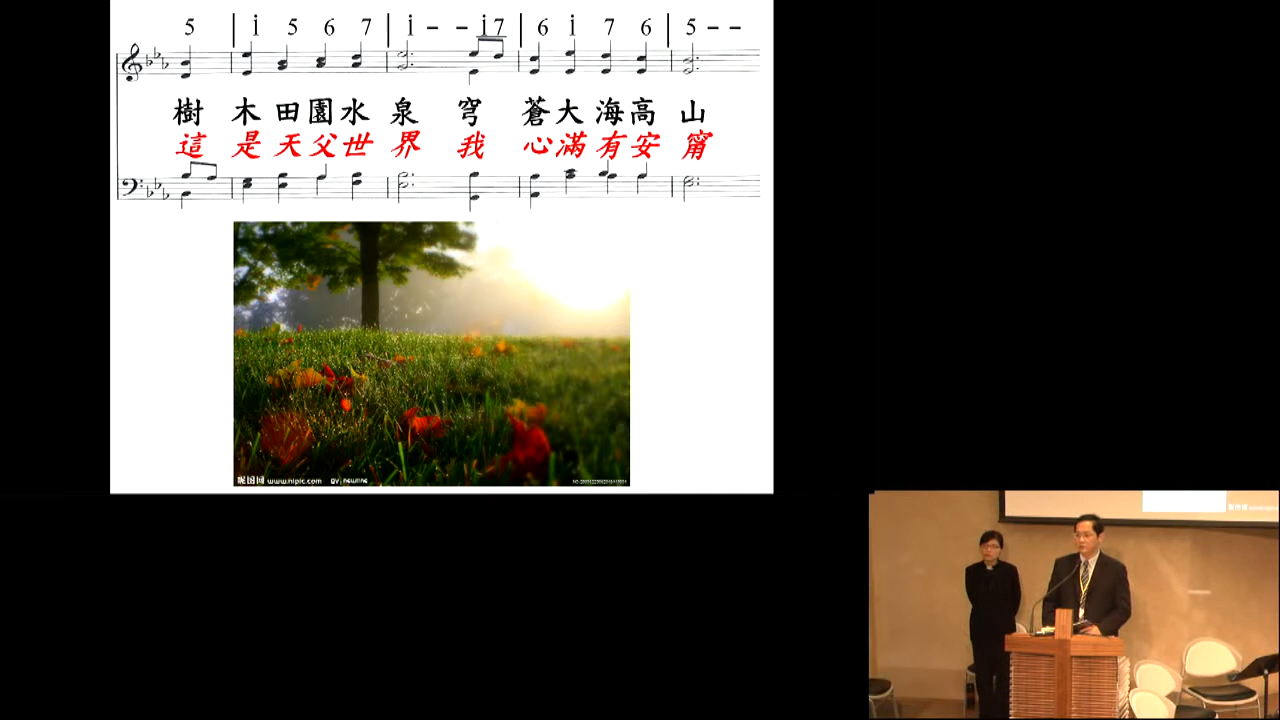 5 | i 5 6 7 | i – – i7 | 6 i 7 6 | 5 – –
樹 木 田 園 水 泉 穹 蒼 大 海 高 山
這 是 天 父 世 界 我 心 滿 有 安 甯
昵图网 www.nipic.com